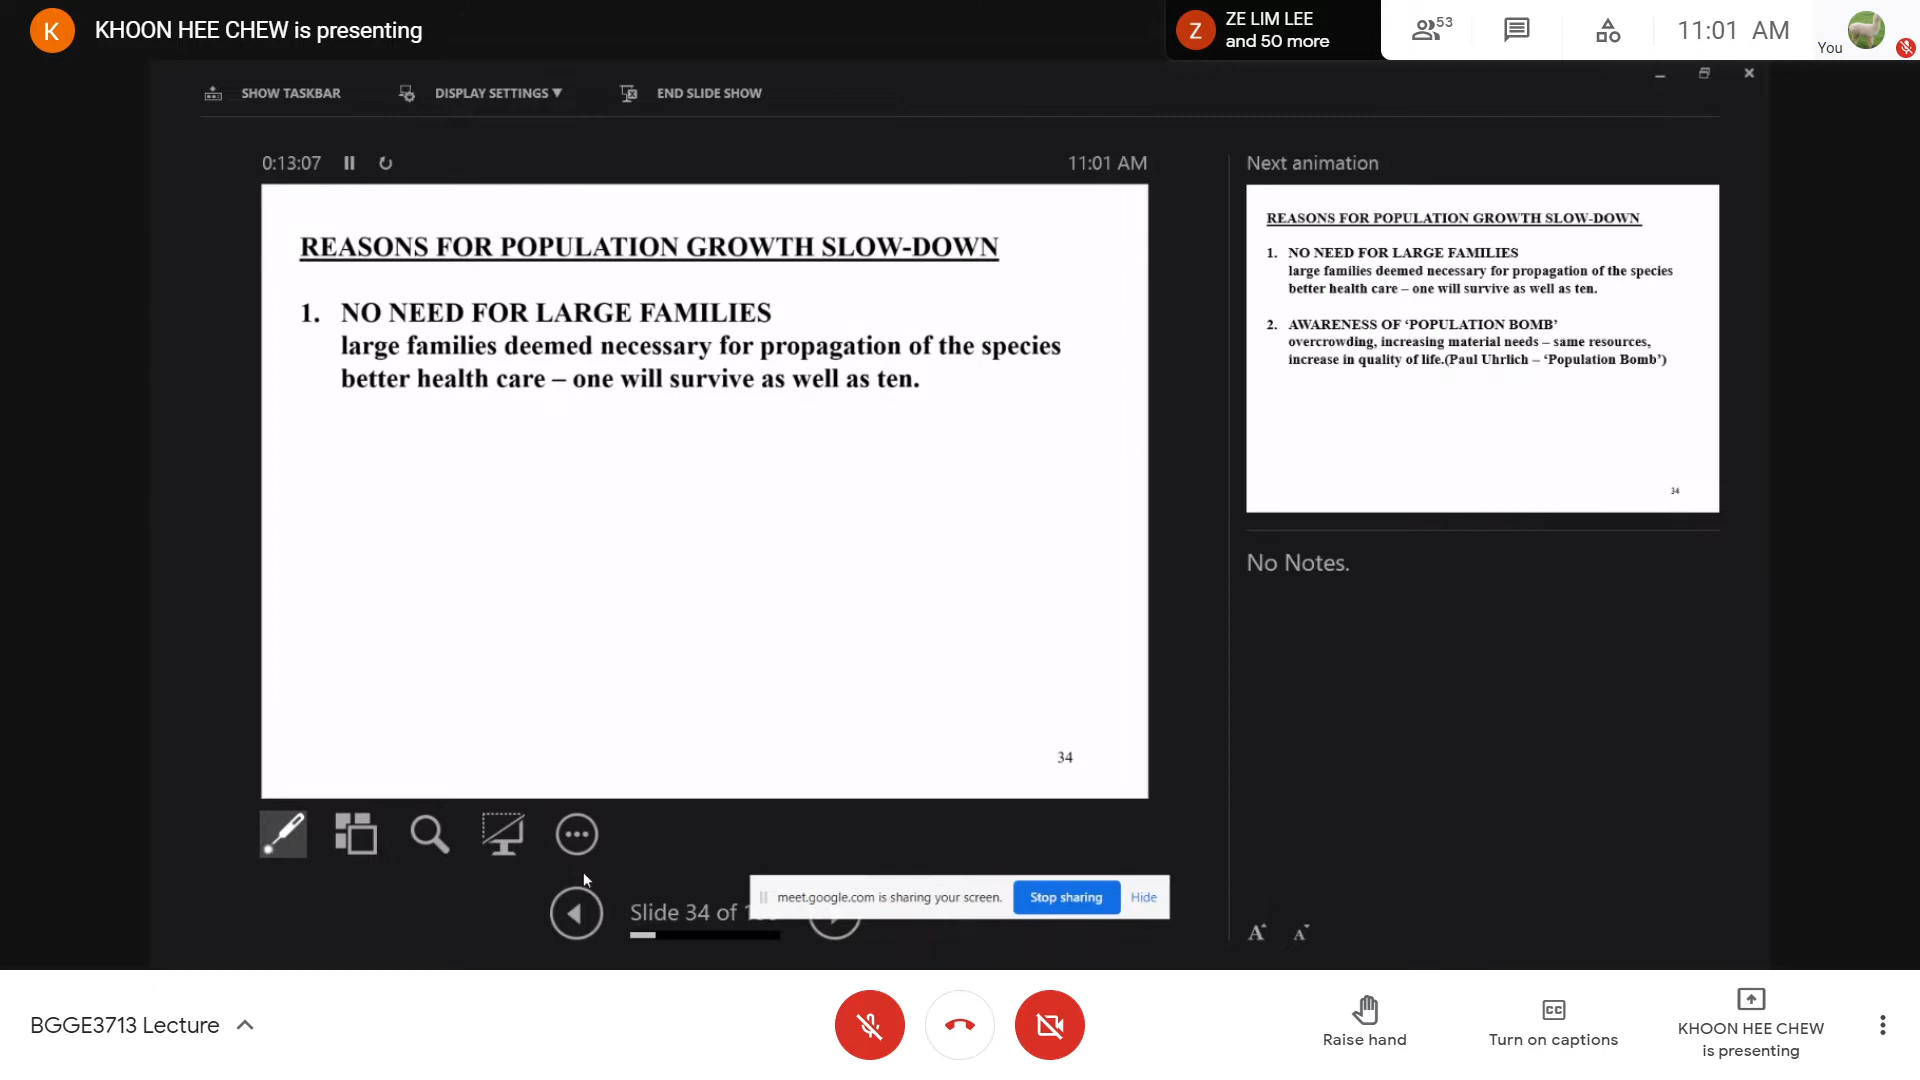 K
KHOON HEE CHEW is presenting
Z
ZE LIM LEE
and 50 more
53
11:01 AM
You
SHOW TASKBAR
DISPLAY SETTINGS ▼
END SLIDE SHOW
0:13:07
11:01 AM
REASONS FOR POPULATION GROWTH SLOW-DOWN
1. NO NEED FOR LARGE FAMILIES
large families deemed necessary for propagation of the species
better health care – one will survive as well as ten.
34
Next animation
REASONS FOR POPULATION GROWTH SLOW-DOWN
1. NO NEED FOR LARGE FAMILIES
large families deemed necessary for propagation of the species
better health care – one will survive as well as ten.
2. AWARENESS OF ‘POPULATION BOMB’
overcrowding, increasing material needs – same resources,
increase in quality of life.(Paul Uhrlich – ‘Population Bomb’)
34
No Notes.
Slide 34 of
meet.google.com is sharing your screen.
Stop sharing
Hide
A A
BGGE3713 Lecture
Raise hand
CC
Turn on captions
KHOON HEE CHEW
is presenting